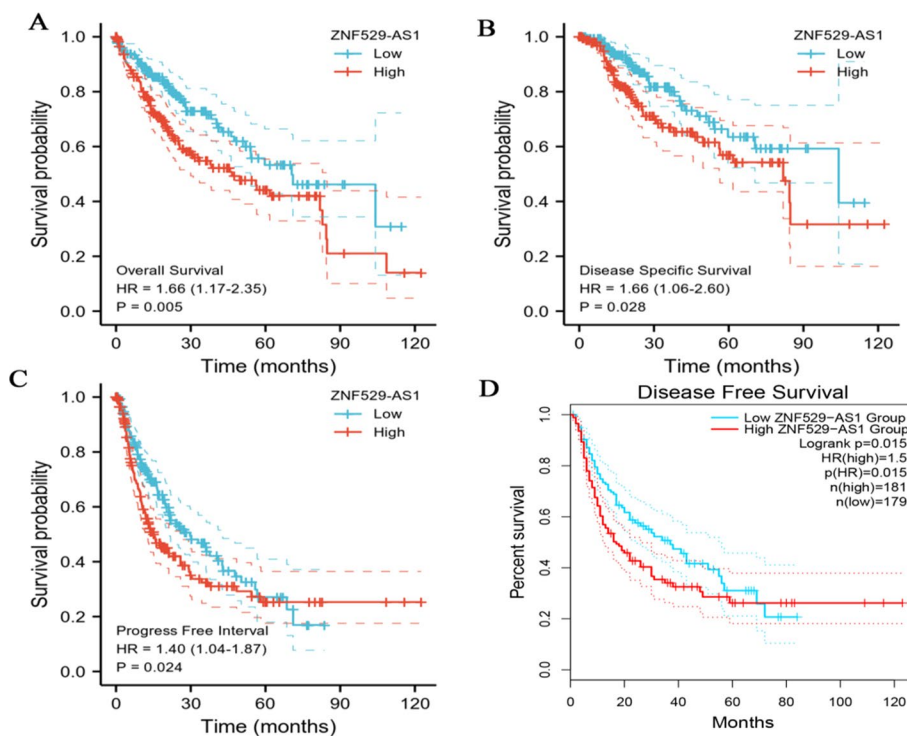 A
ZNF529-AS1
Low
High
Survival probability
1.0
0.8
0.6
0.4
0.2
0.0
Overall Survival
HR = 1.66 (1.17-2.35)
P = 0.005
0 30 60 90 120
Time (months)
B
ZNF529-AS1
Low
High
Survival probability
1.0
0.8
0.6
0.4
0.2
0.0
Disease Specific Survival
HR = 1.66 (1.06-2.60)
P = 0.028
0 30 60 90 120
Time (months)
C
ZNF529-AS1
Low
High
Survival probability
1.0
0.8
0.6
0.4
0.2
0.0
Progress Free Interval
HR = 1.40 (1.04-1.87)
P = 0.024
0 30 60 90 120
Time (months)
D
Disease Free Survival
Low ZNF529−AS1 Group
High ZNF529−AS1 Group
Logrank p=0.015
HR(high)=1.5
p(HR)=0.015
n(high)=181
n(low)=179
Percent survival
1.0
0.8
0.6
0.4
0.2
0.0
0 20 40 60 80 100 120
Months